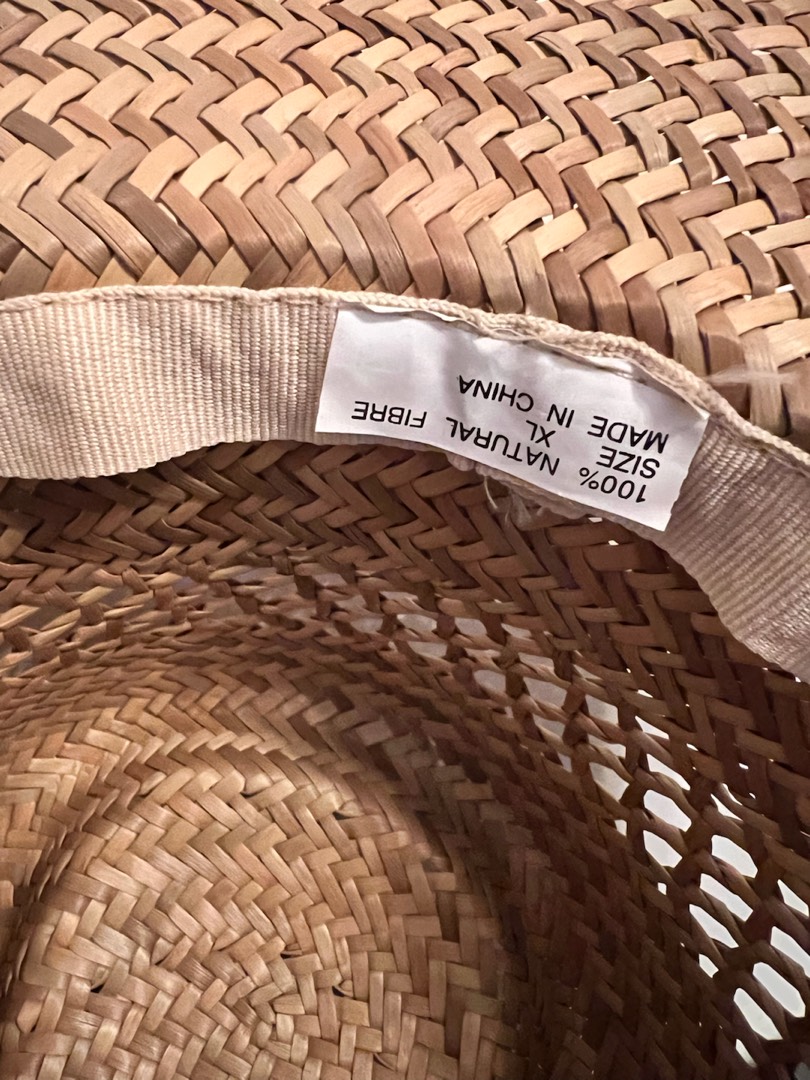 100% NATURAL FIBRE
SIZE XL
MADE IN CHINA